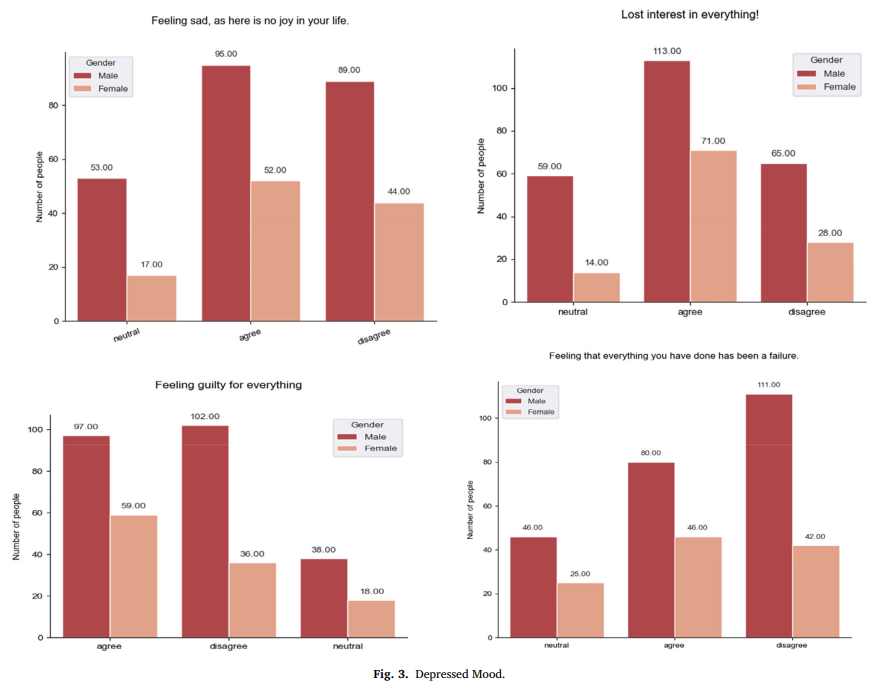 Feeling sad, as here is no joy in your life.
Gender
Male
Female
Number of people
80
60
40
20
0
53.00
17.00
95.00
52.00
89.00
44.00
neutral
agree
disagree
Lost interest in everything!
Gender
Male
Female
Number of people
100
80
60
40
20
0
59.00
14.00
113.00
71.00
65.00
28.00
neutral
agree
disagree
Feeling guilty for everything
Gender
Male
Female
Number of people
100
80
60
40
20
0
97.00
59.00
102.00
36.00
38.00
18.00
agree
disagree
neutral
Feeling that everything you have done has been a failure.
Gender
Male
Female
Number of people
100
80
60
40
20
0
46.00
25.00
80.00
46.00
111.00
42.00
neutral
agree
disagree
Fig. 3. Depressed Mood.